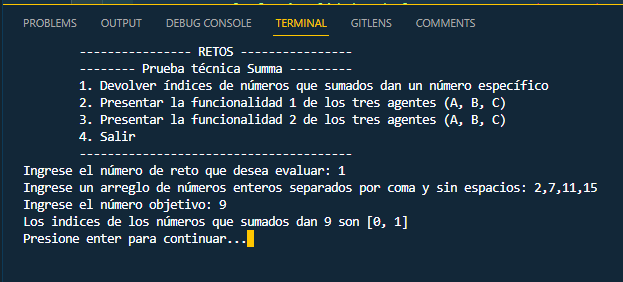 PROBLEMS OUTPUT DEBUG CONSOLE TERMINAL GITLENS COMMENTS
---------------- RETOS ----------------
-------- Prueba técnica Summa ---------
1. Devolver índices de números que sumados dan un número específico
2. Presentar la funcionalidad 1 de los tres agentes (A, B, C)
3. Presentar la funcionalidad 2 de los tres agentes (A, B, C)
4. Salir
---------------------------------------
Ingrese el número de reto que desea evaluar: 1
Ingrese un arreglo de números enteros separados por coma y sin espacios: 2,7,11,15
Ingrese el número objetivo: 9
Los indices de los números que sumados dan 9 son [0, 1]
Presione enter para continuar...